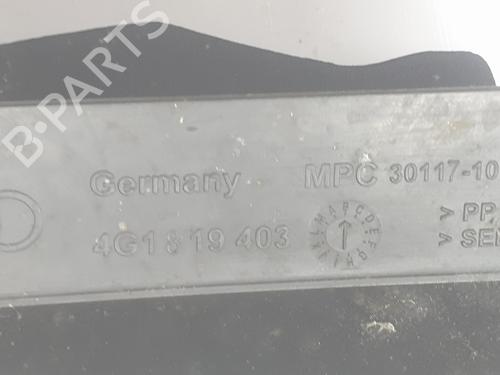 B-PARTS
Germany MPC 30117-10
4G1 819 403 > PP
> SE